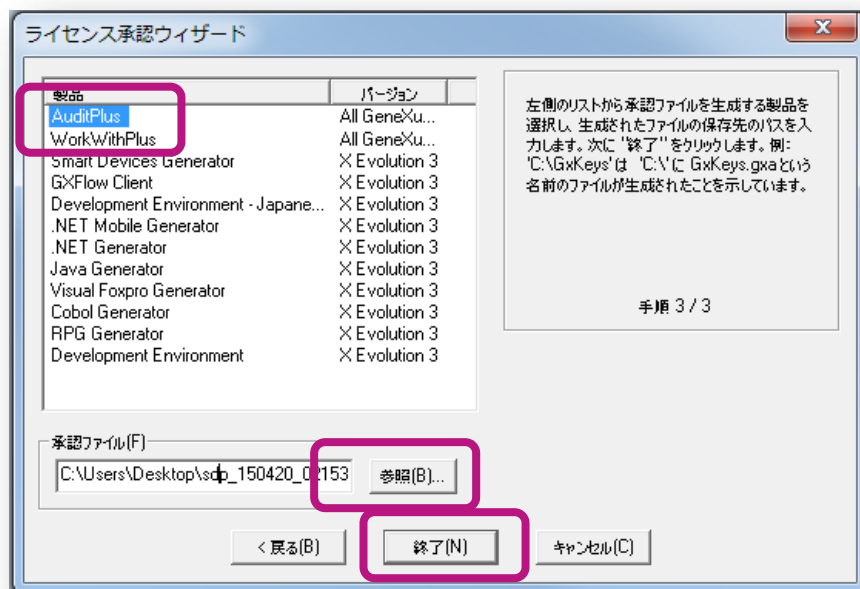 ライセンス承認ウィザード
製品 バージョン
AuditPlus All GeneXu...
WorkWithPlus All GeneXu...
Smart Devices Generator X Evolution 3
GXFlow Client X Evolution 3
Development Environment - Japane... X Evolution 3
.NET Mobile Generator X Evolution 3
.NET Generator X Evolution 3
Java Generator X Evolution 3
Visual Foxpro Generator X Evolution 3
Cobol Generator X Evolution 3
RPG Generator X Evolution 3
Development Environment X Evolution 3
左側のリストから承認ファイルを生成する製品を
選択し、生成されたファイルの保存先のパスを入
力します。次に "終了" をクリックします。例:
'C:\GxKeys'は 'C:\'に GxKeys.gxaという
名前のファイルが生成されたことを示しています。
手順 3 / 3
承認ファイル(F)
C:\Users\Desktop\sdp_150420_02153
参照(B)...
< 戻る(B) 終了(N) キャンセル(C)